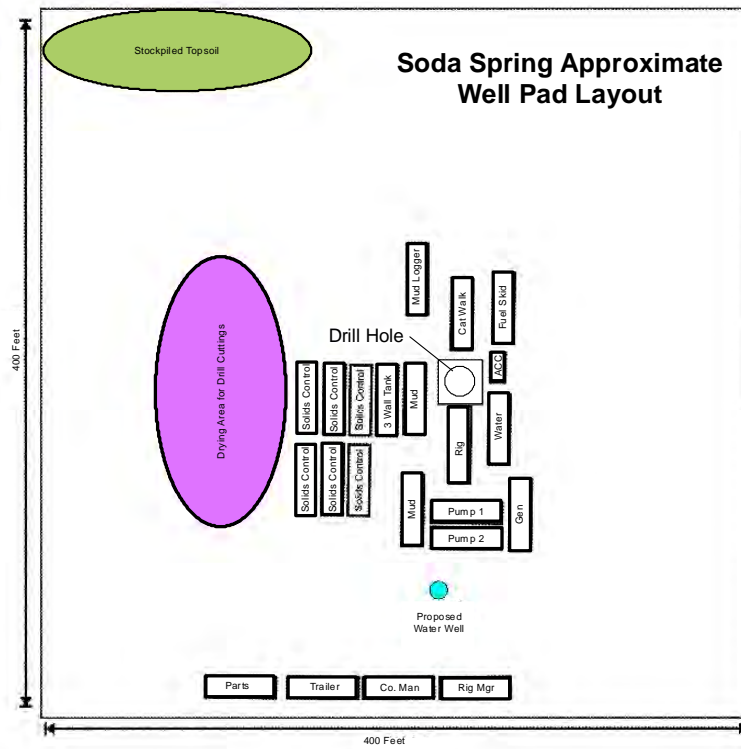 Stockpiled Topsoil
Soda Spring Approximate
Well Pad Layout
400 Feet
Drying Area for Drill Cuttings
Mud Logger
Cat Walk
Fuel Skid
Drill Hole
ACC
Solids Control
Solids Control
Solids Control
3 Wall Tank
Mud
Rig
Water
Solids Control
Solids Control
Solids Control
Mud
Pump 1
Pump 2
Gen
Proposed
Water Well
Parts
Trailer
Co. Man
Rig Mgr
400 Feet